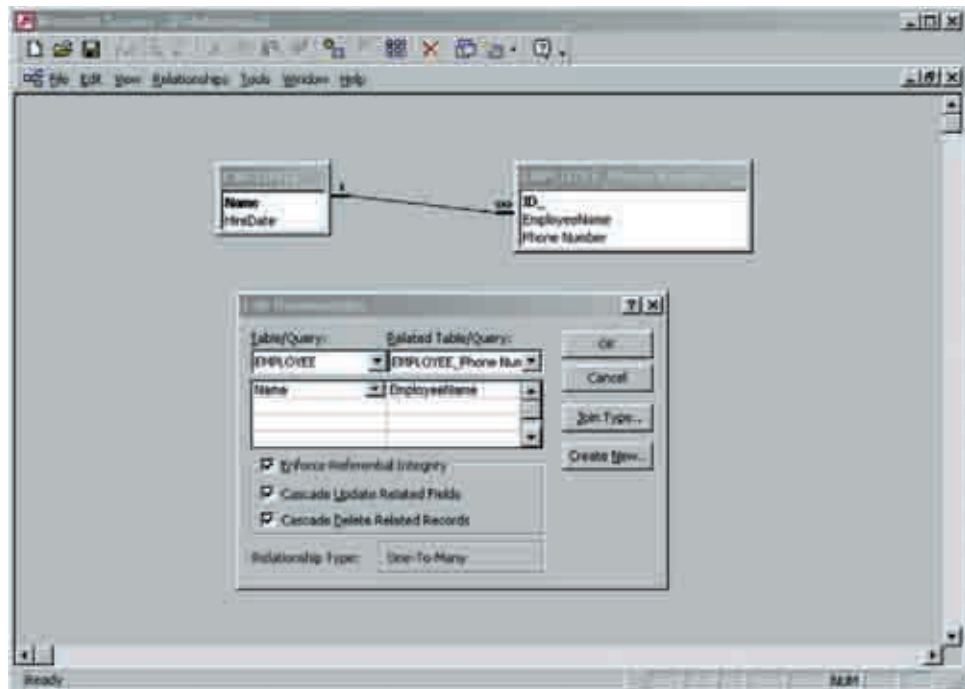 File Edit View Relationships Tools Window Help
1
Name
HireDate
ID_
EmployeeName
Phone Number
Table/Query:
Related Table/Query:
EMPLOYEE
EMPLOYEE_Phone Num
Name
EmployeeName
OK
Cancel
Join Type...
Create New...
Enforce Referential Integrity
Cascade Update Related Fields
Cascade Delete Related Records
Relationship Type:
One-To-Many
Ready
NUM